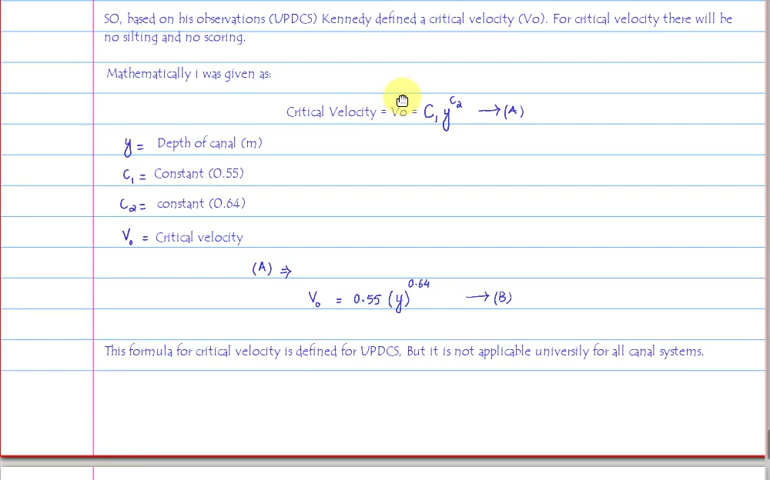 SO, based on his observations (UPDCS) Kennedy defined a critical velocity (Vo). For critical velocity there will be
no silting and no scoring.
Mathematically i was given as:
Critical Velocity = Vo = C₁ y^C₂ → (A)
y = Depth of canal (m)
C₁ = Constant (0.55)
C₂ = constant (0.64)
V₀ = Critical velocity
(A) ⇒
V₀ = 0.55 (y)^0.64 → (B)
This formula for critical velocity is defined for UPDCS, But it is not applicable universily for all canal systems.